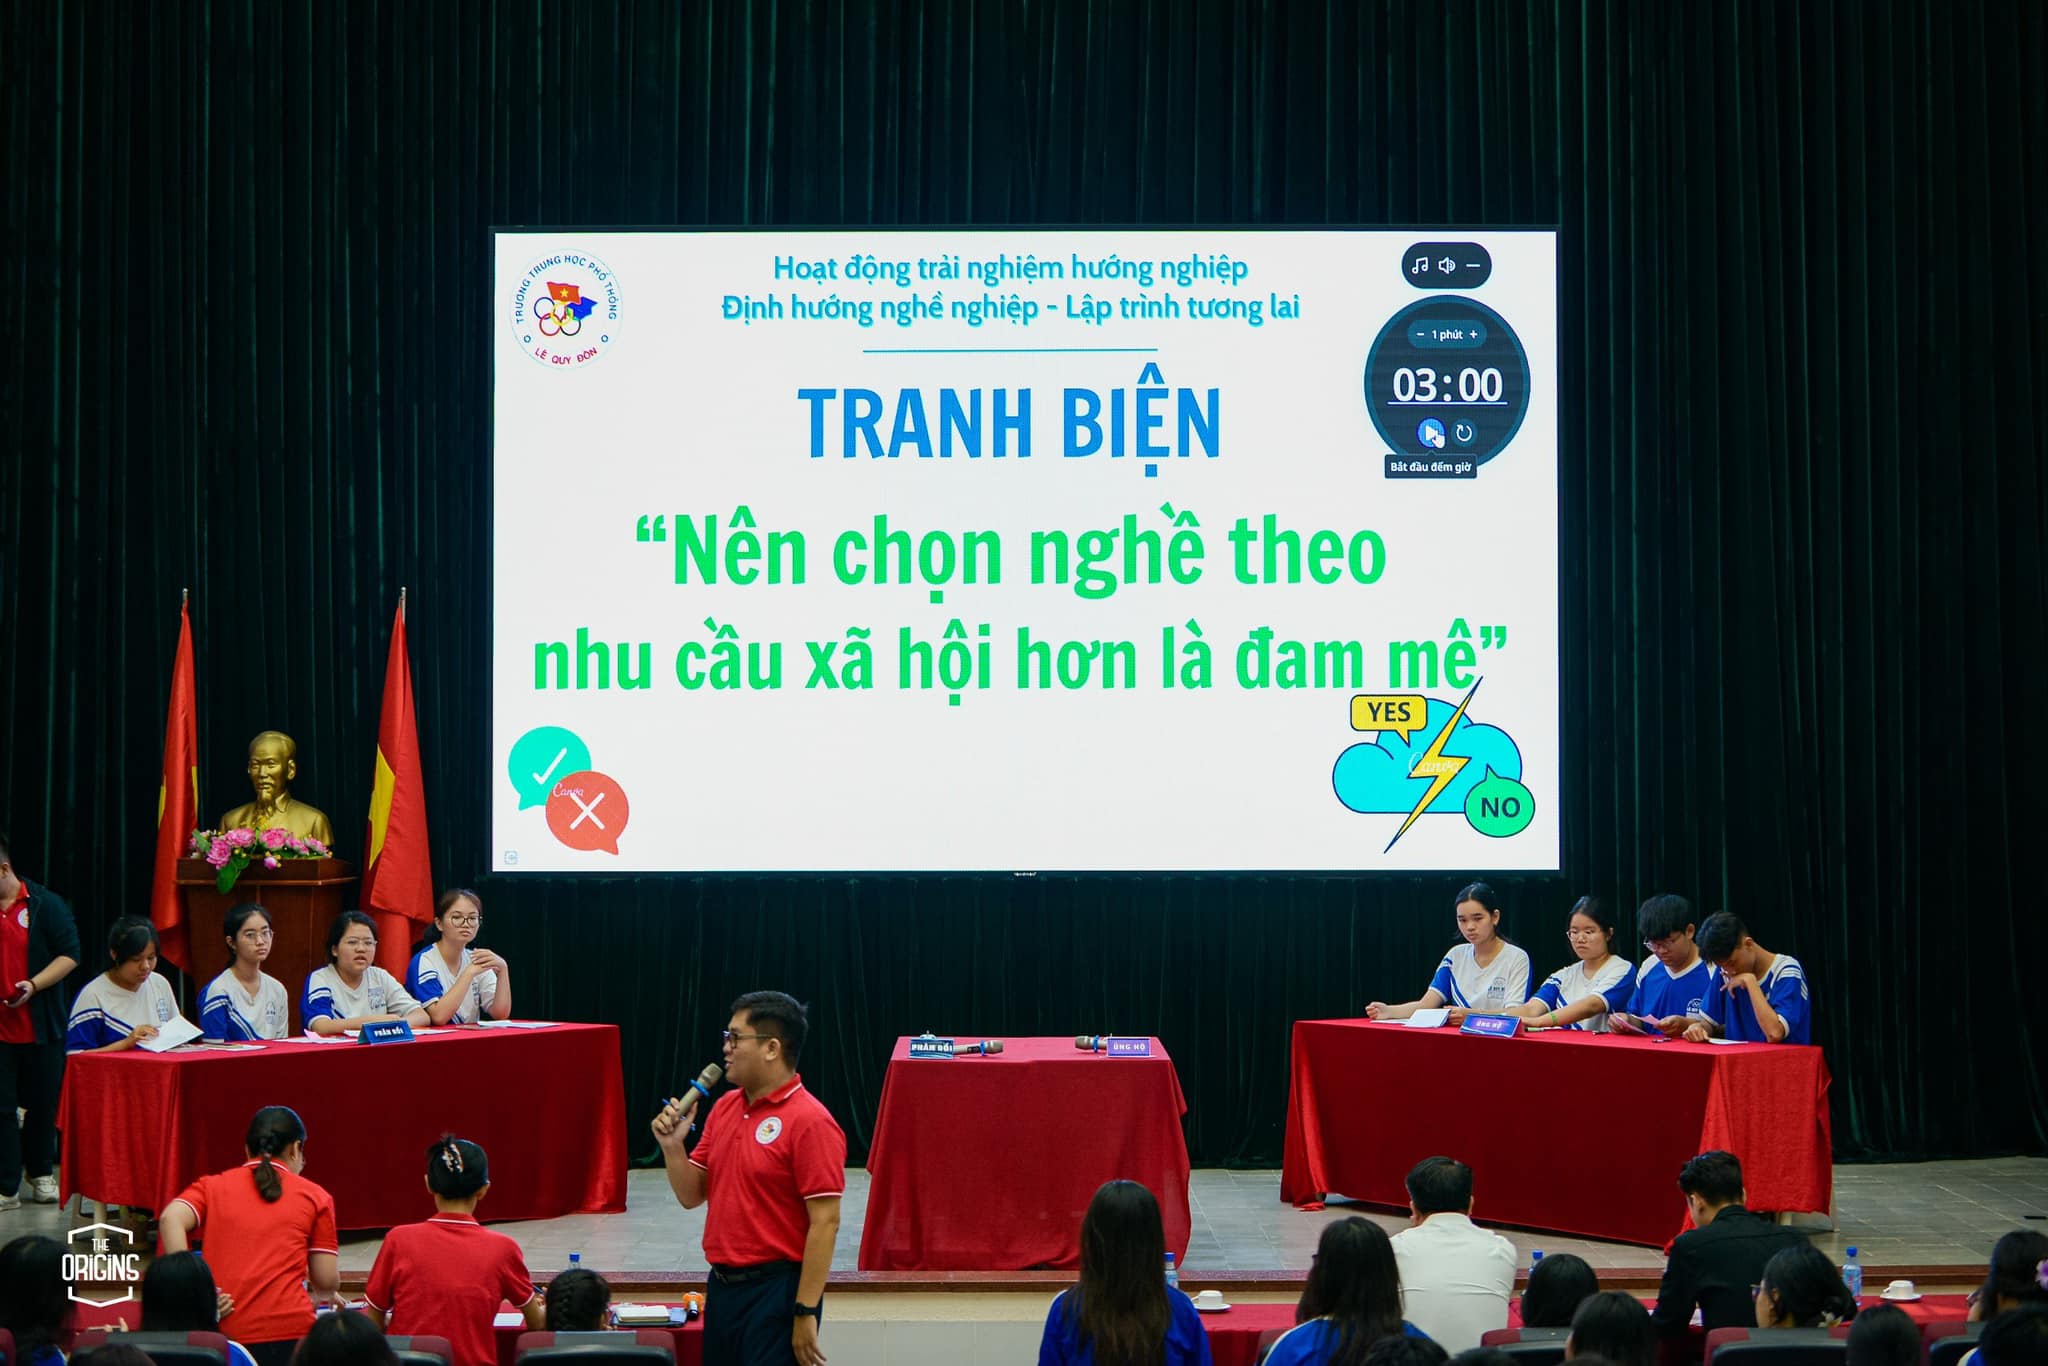 TRƯỜNG TRUNG HỌC PHỔ THÔNG
LÊ QUÝ ĐÔN
Hoạt động trải nghiệm hướng nghiệp
Định hướng nghề nghiệp - Lập trình tương lai
− 1 phút +
03:00
Bắt đầu đếm giờ
TRANH BIỆN
“Nên chọn nghề theo
nhu cầu xã hội hơn là đam mê”
YES
Canva
NO
Canva
PHẢN ĐỐI
PHẢN ĐỐI
ỦNG HỘ
ỦNG HỘ
THE
ORIGINS